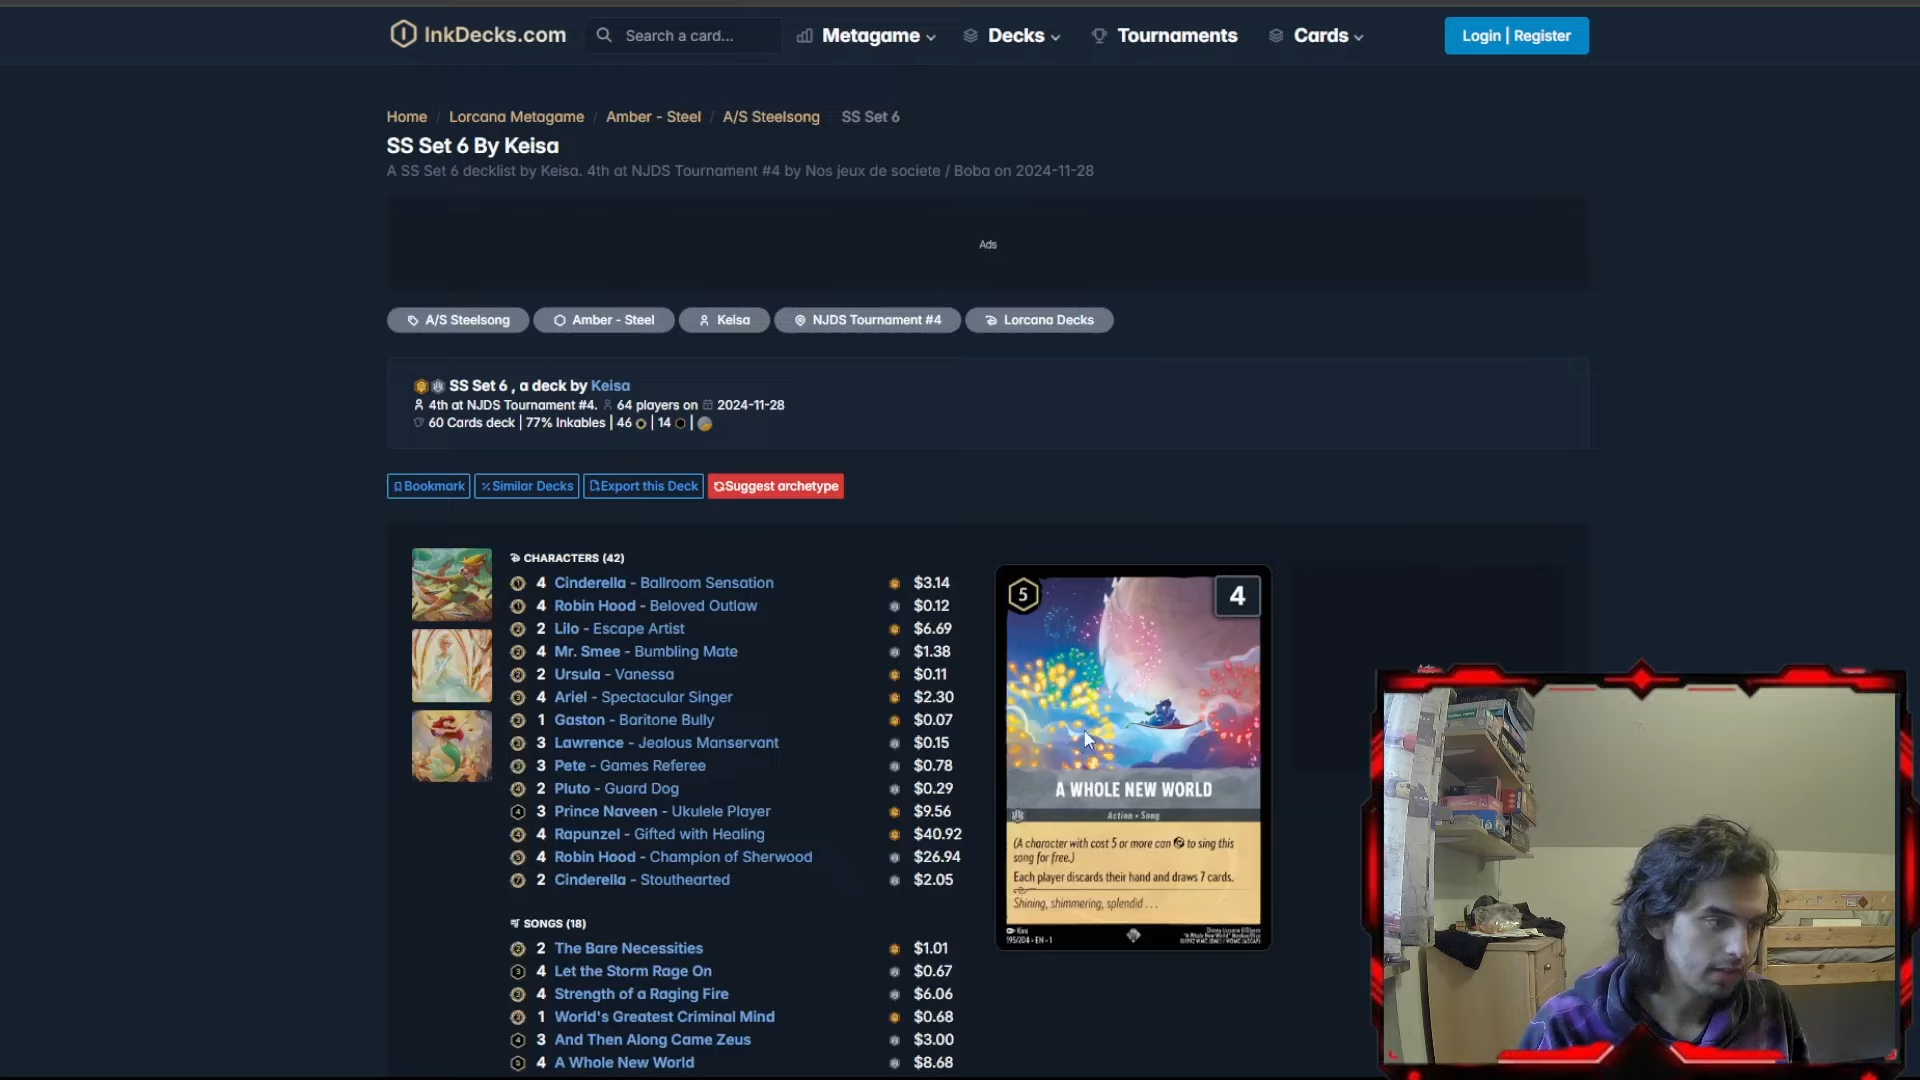 InkDecks.com
Search a card...
Metagame
Decks
Tournaments
Cards
Login | Register
Home / Lorcana Metagame / Amber - Steel / A/S Steelsong SS Set 6
SS Set 6 By Keisa
A SS Set 6 decklist by Keisa. 4th at NJDS Tournament #4 by Nos jeux de societe / Boba on 2024-11-28
Ads
A/S Steelsong
Amber - Steel
Keisa
NJDS Tournament #4
Lorcana Decks
SS Set 6 , a deck by Keisa
4th at NJDS Tournament #4. 64 players on 2024-11-28
60 Cards deck | 77% Inkables | 46 | 14 |
Bookmark
Similar Decks
Export this Deck
Suggest archetype
CHARACTERS (42)
4 Cinderella - Ballroom Sensation $3.14
4 Robin Hood - Beloved Outlaw $0.12
2 Lilo - Escape Artist $6.69
4 Mr. Smee - Bumbling Mate $1.38
2 Ursula - Vanessa $0.11
4 Ariel - Spectacular Singer $2.30
1 Gaston - Baritone Bully $0.07
3 Lawrence - Jealous Manservant $0.15
3 Pete - Games Referee $0.78
2 Pluto - Guard Dog $0.29
3 Prince Naveen - Ukulele Player $9.56
4 Rapunzel - Gifted with Healing $40.92
4 Robin Hood - Champion of Sherwood $26.94
2 Cinderella - Stouthearted $2.05
SONGS (18)
2 The Bare Necessities $1.01
4 Let the Storm Rage On $0.67
4 Strength of a Raging Fire $6.06
1 World's Greatest Criminal Mind $0.68
3 And Then Along Came Zeus $3.00
4 A Whole New World $8.68
5
4
A WHOLE NEW WORLD
Action • Song
(A character with cost 5 or more can to sing this
song for free.)
Each player discards their hand and draws 7 cards.
Shining, shimmering, splendid . . .
195/204 • EN • 1